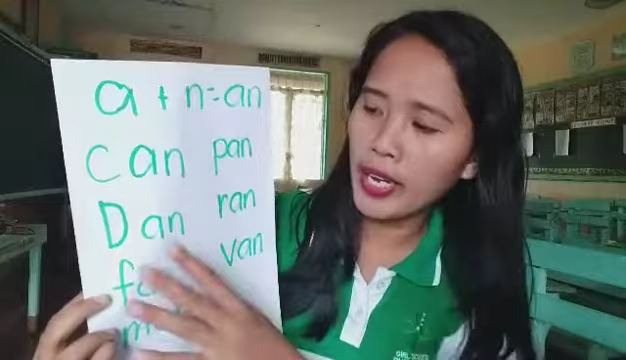 a + n = an
can pan
Dan ran
van